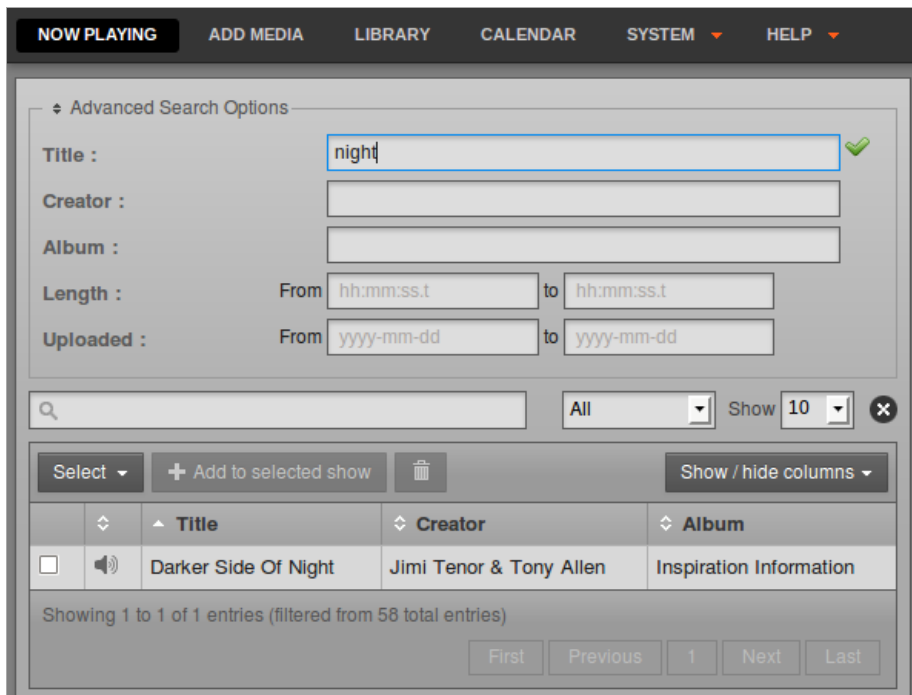 NOW PLAYING ADD MEDIA LIBRARY CALENDAR SYSTEM HELP
Advanced Search Options
Title : night
Creator :
Album :
Length : From hh:mm:ss.t to hh:mm:ss.t
Uploaded : From yyyy-mm-dd to yyyy-mm-dd
All Show 10
Select + Add to selected show Show / hide columns
Title Creator Album
Darker Side Of Night Jimi Tenor & Tony Allen Inspiration Information
Showing 1 to 1 of 1 entries (filtered from 58 total entries)
First Previous 1 Next Last